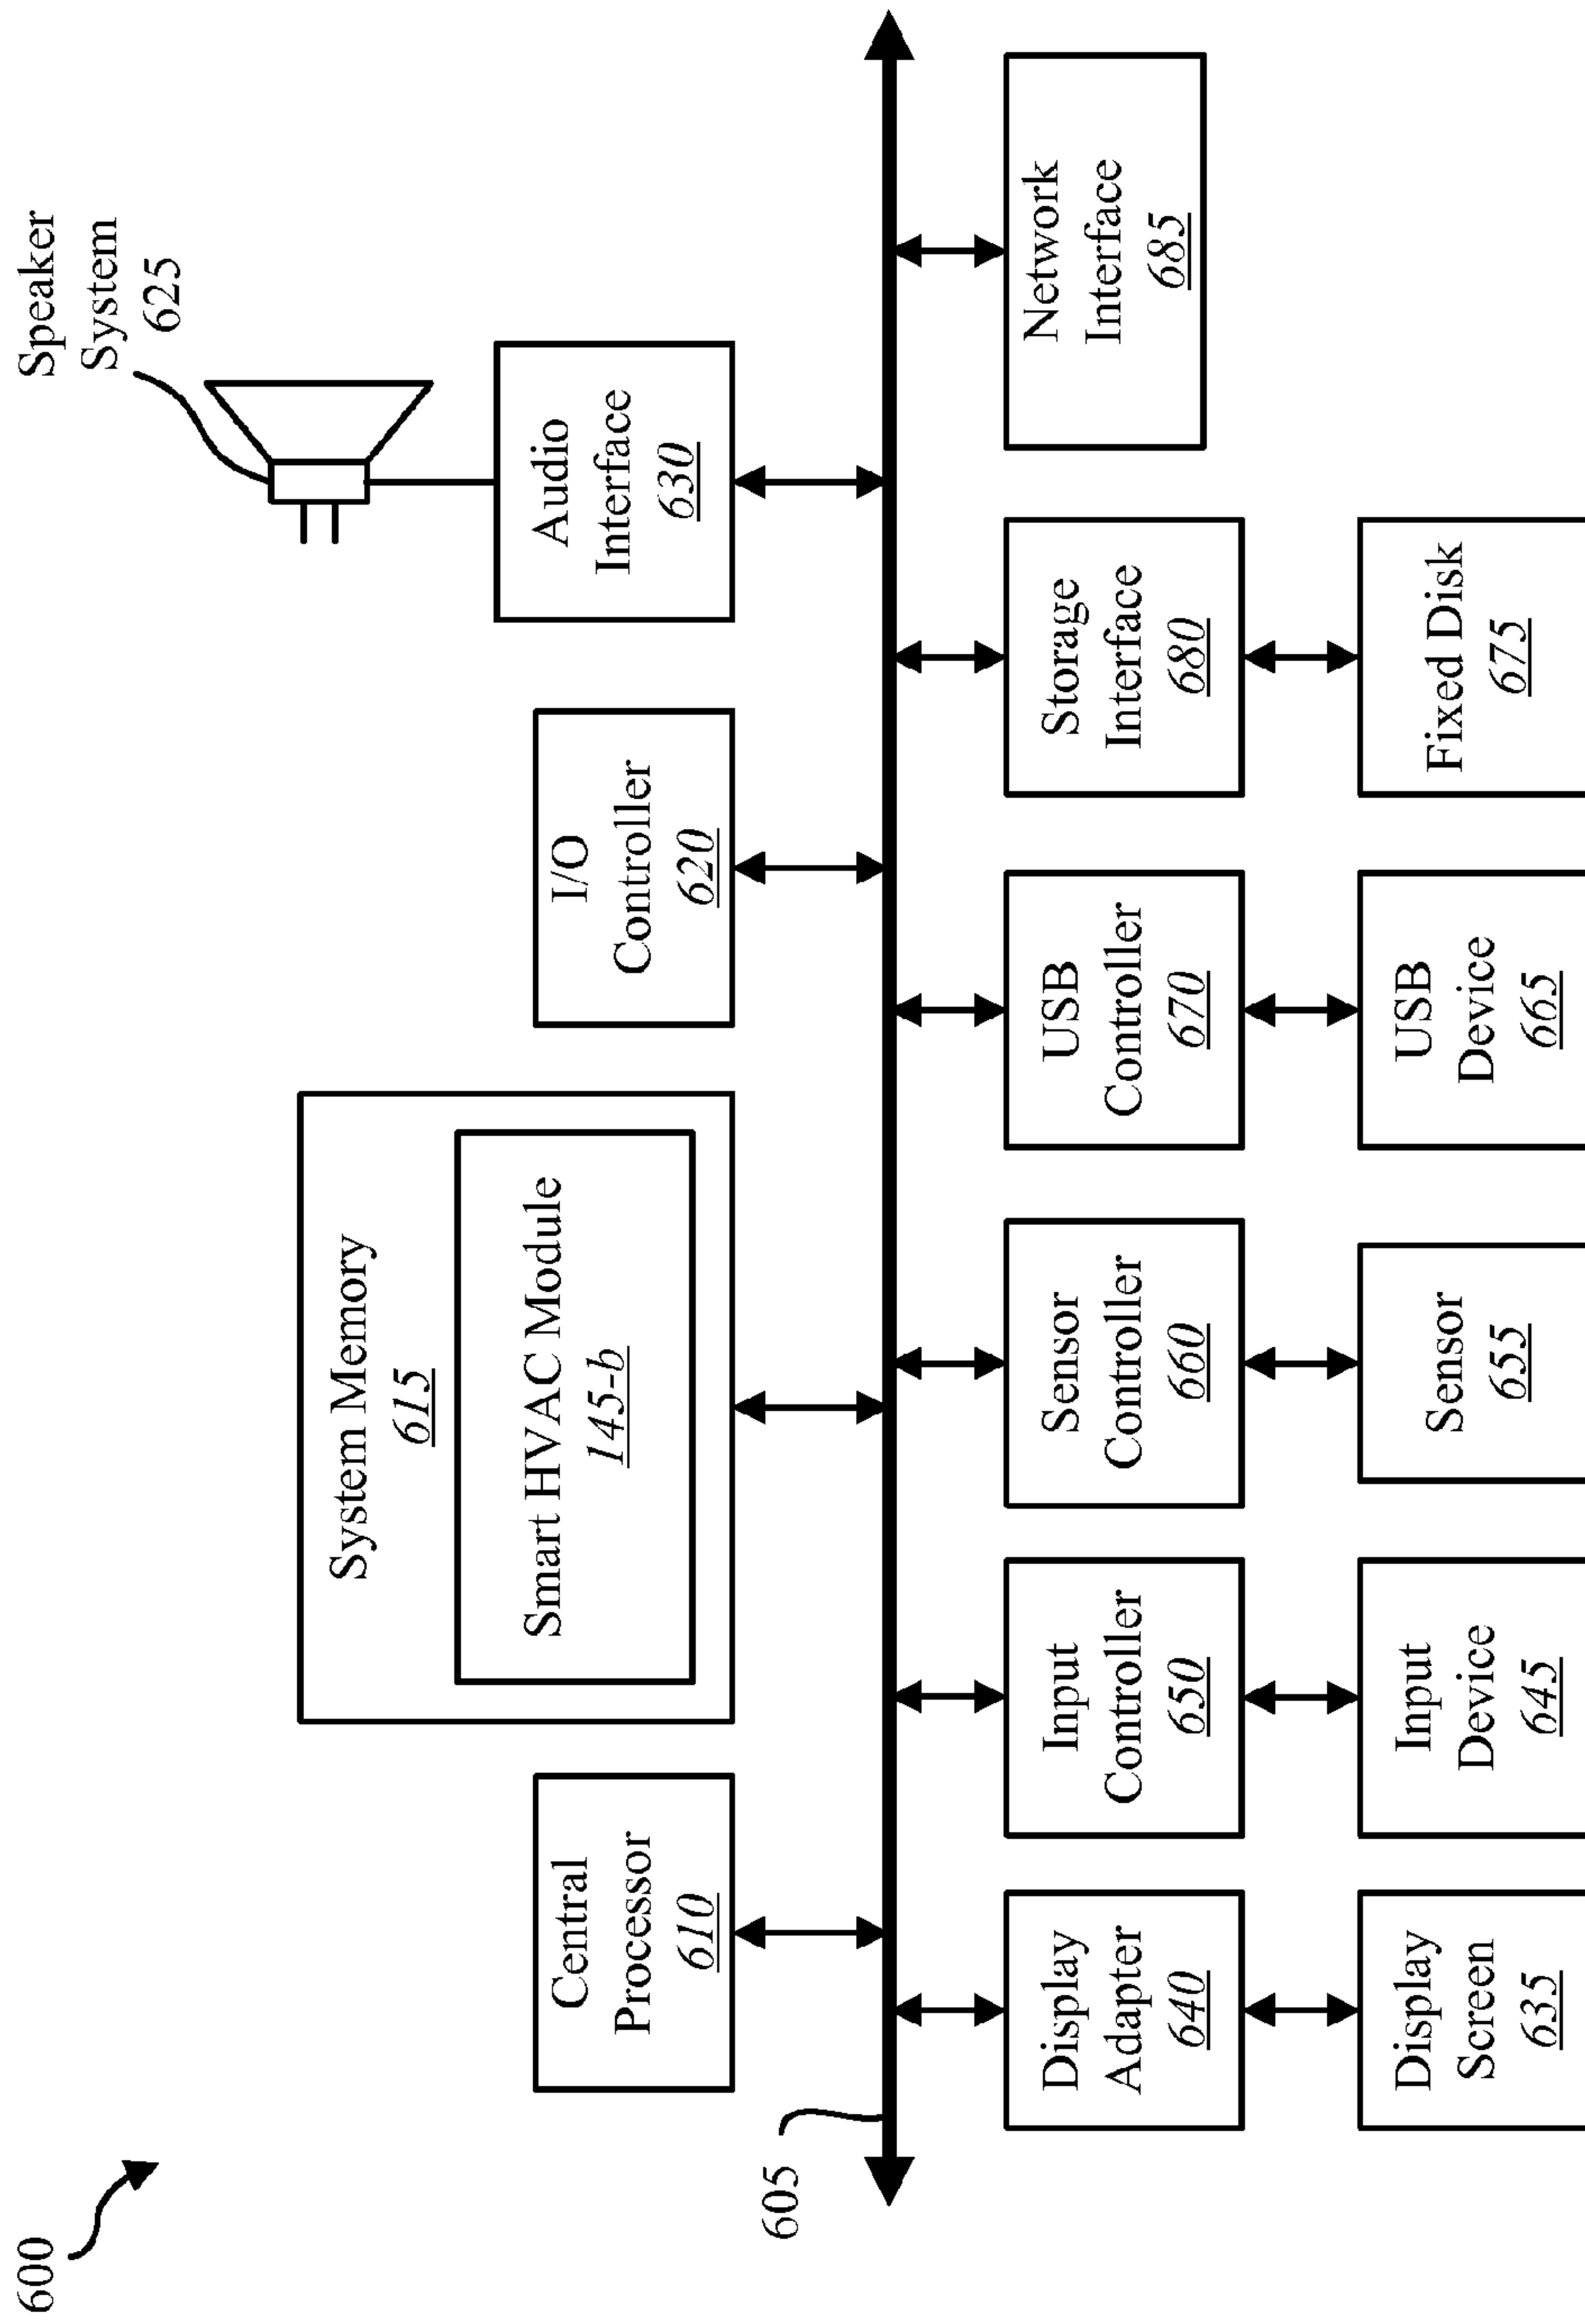 600
Speaker
System
625
Central
Processor
610
System Memory
615
Smart HVAC Module
145-b
I/O
Controller
620
Audio
Interface
630
605
Display
Adapter
640
Input
Controller
650
Sensor
Controller
660
USB
Controller
670
Storage
Interface
680
Network
Interface
685
Display
Screen
635
Input
Device
645
Sensor
655
USB
Device
665
Fixed Disk
675